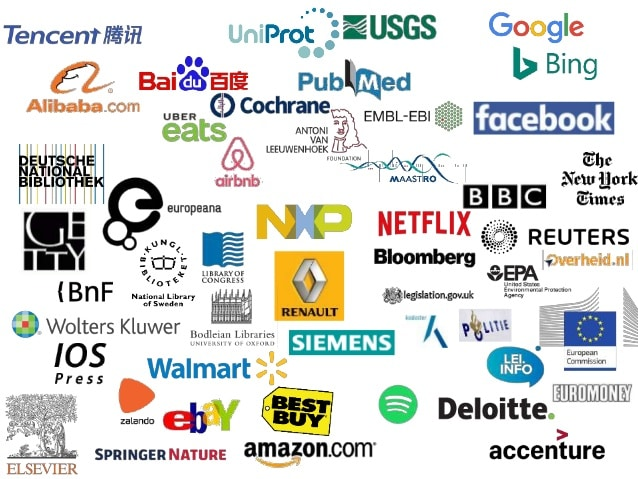 Tencent 腾讯
UniProt
USGS
Google
Bing
Alibaba.com
Baidu百度
PubMed
Cochrane
UBER
eats
ANTONI
VAN
LEEUWENHOEK
FOUNDATION
EMBL-EBI
facebook
DEUTSCHE
NATIONAL
BIBLIOTHEK
airbnb
MAASTRO
The
New York
Times
BBC
europeana
GETTY
NXP
NETFLIX
REUTERS
KUNGL.
BIBLIOTEKET
National Library
of Sweden
LIBRARY OF
CONGRESS
RENAULT
Bloomberg
EPA
United States
Environmental Protection
Agency
Overheid.nl
{BnF
legislation.gov.uk
Wolters Kluwer
Bodleian Libraries
UNIVERSITY OF OXFORD
SIEMENS
kadaster
POLITIE
European
Commission
IOS
Press
Walmart
LEI.
INFO
EUROMONEY
zalando
ebay
BEST
BUY
Deloitte.
ELSEVIER
SPRINGER NATURE
amazon.com
accenture